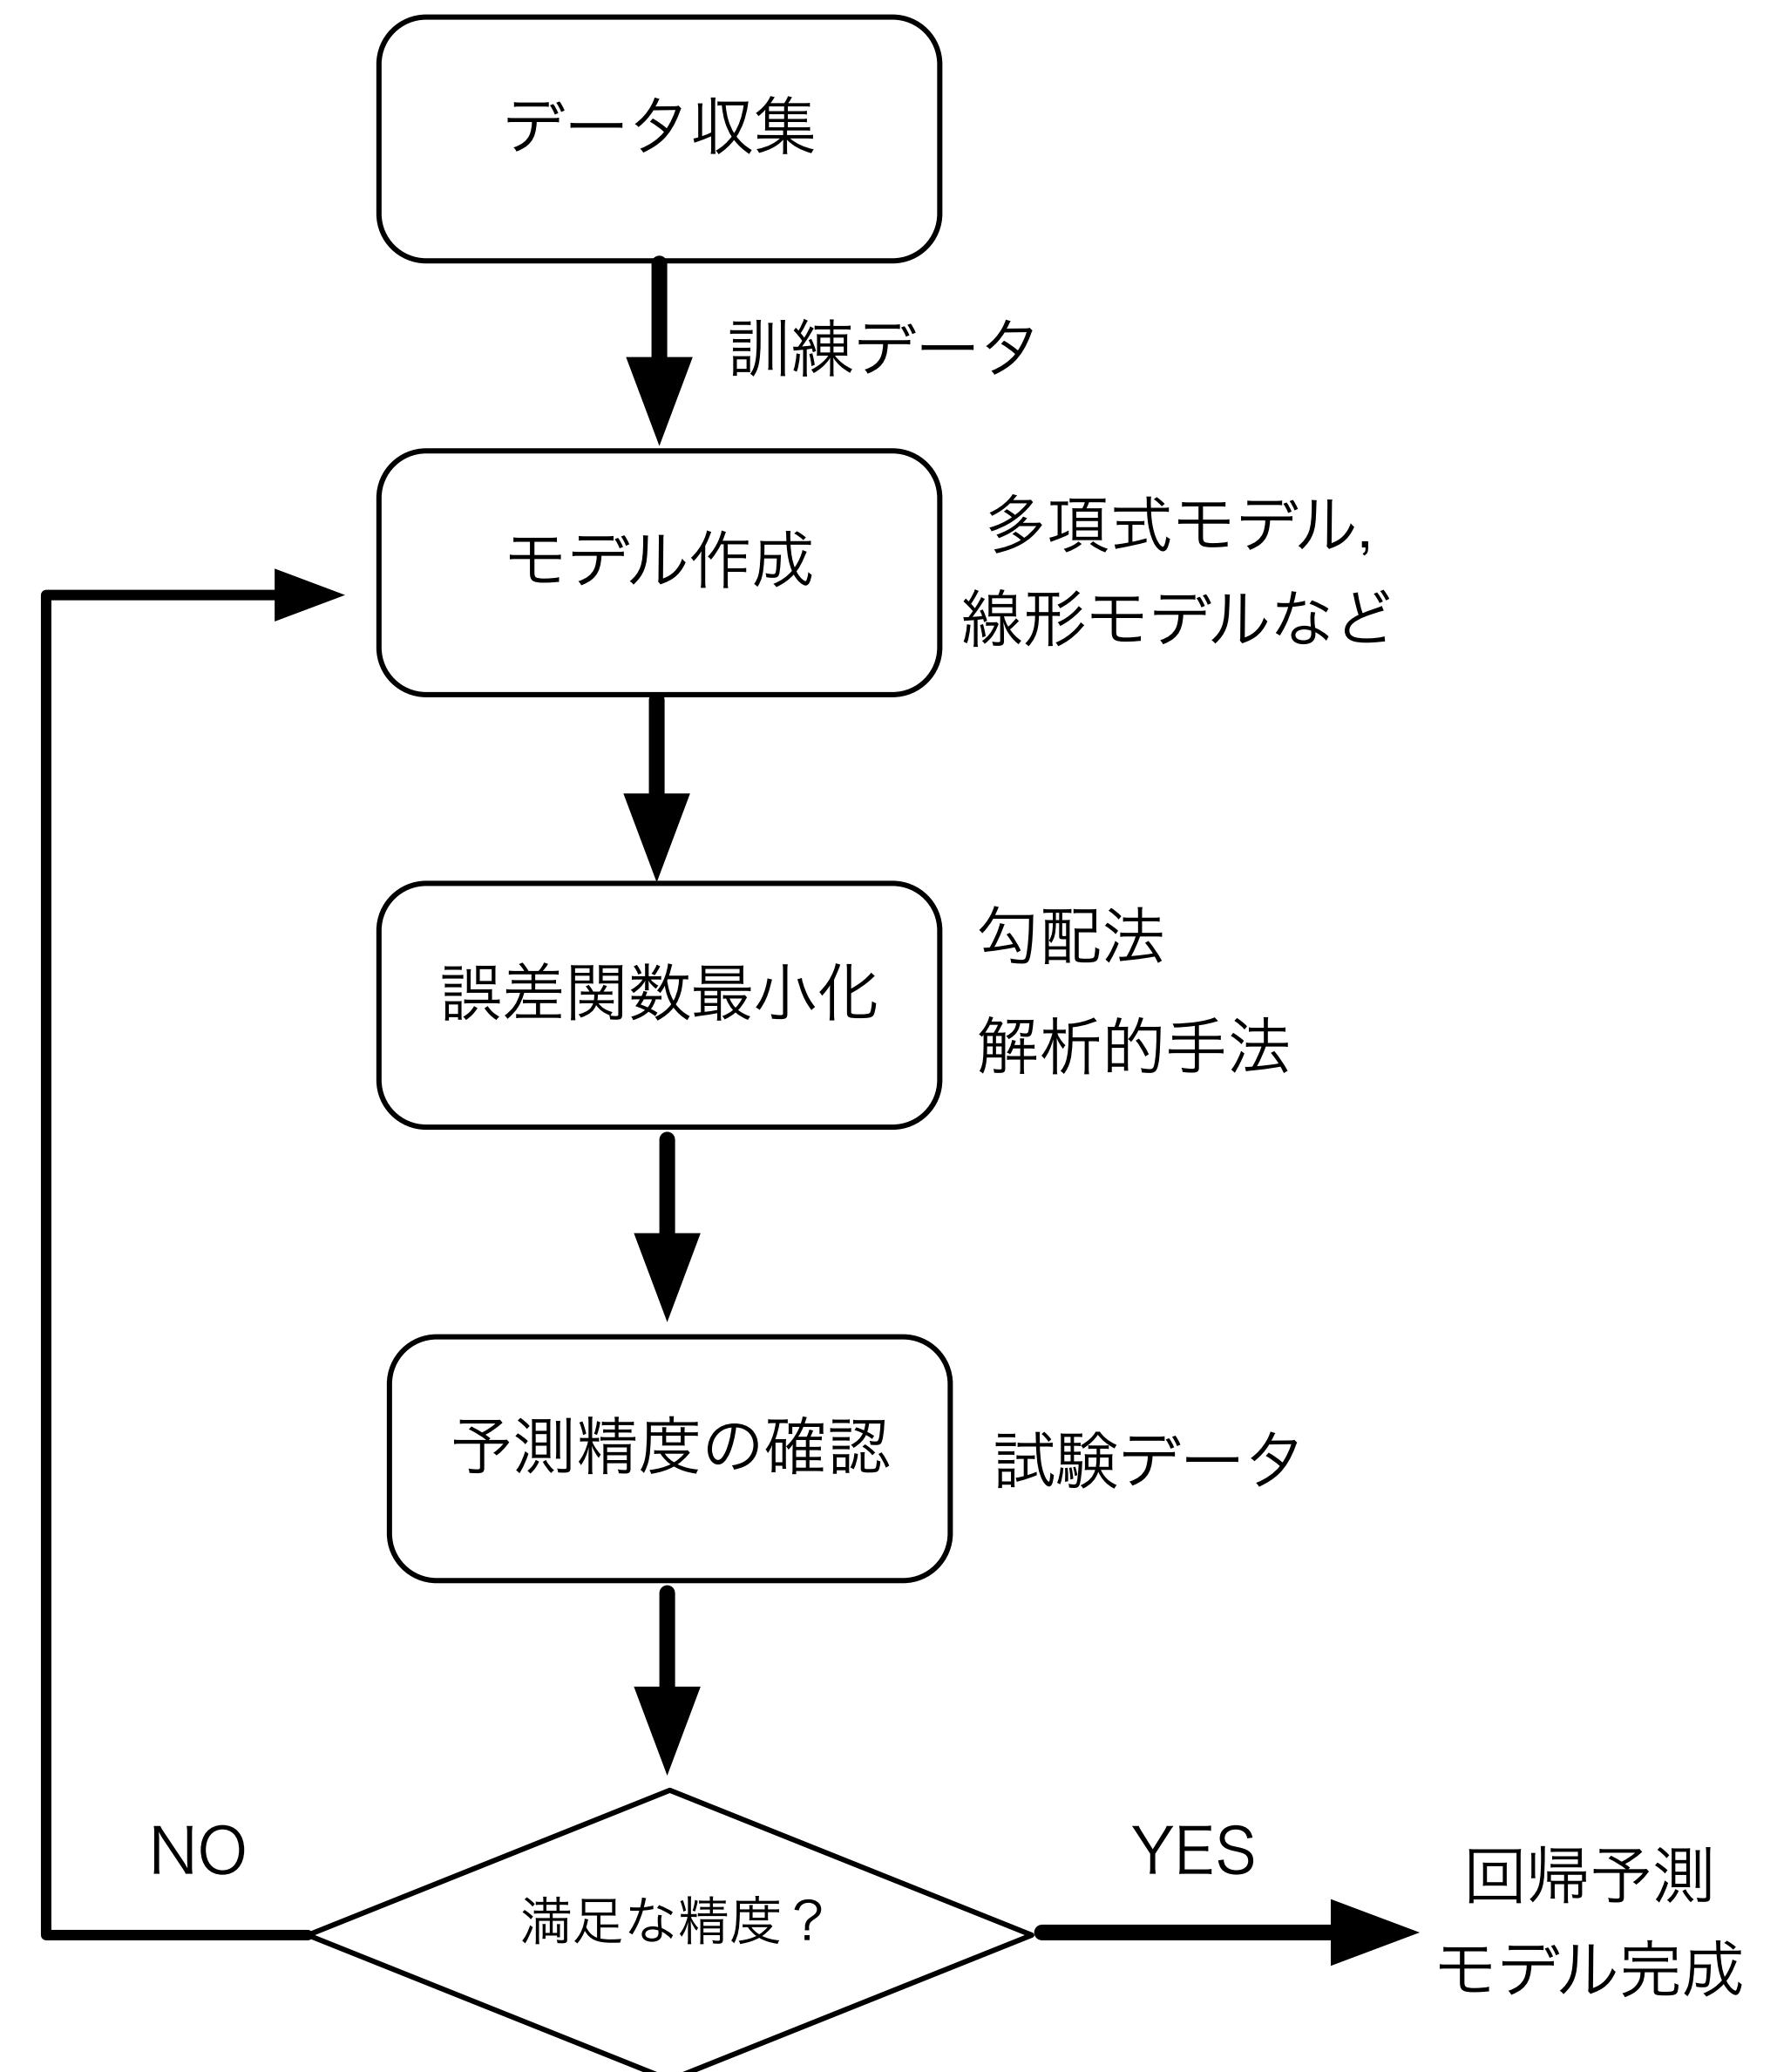 データ収集
訓練データ
モデル作成
多項式モデル,
線形モデルなど
誤差関数最小化
勾配法
解析的手法
予測精度の確認
試験データ
NO
満足な精度？
YES
回帰予測
モデル完成